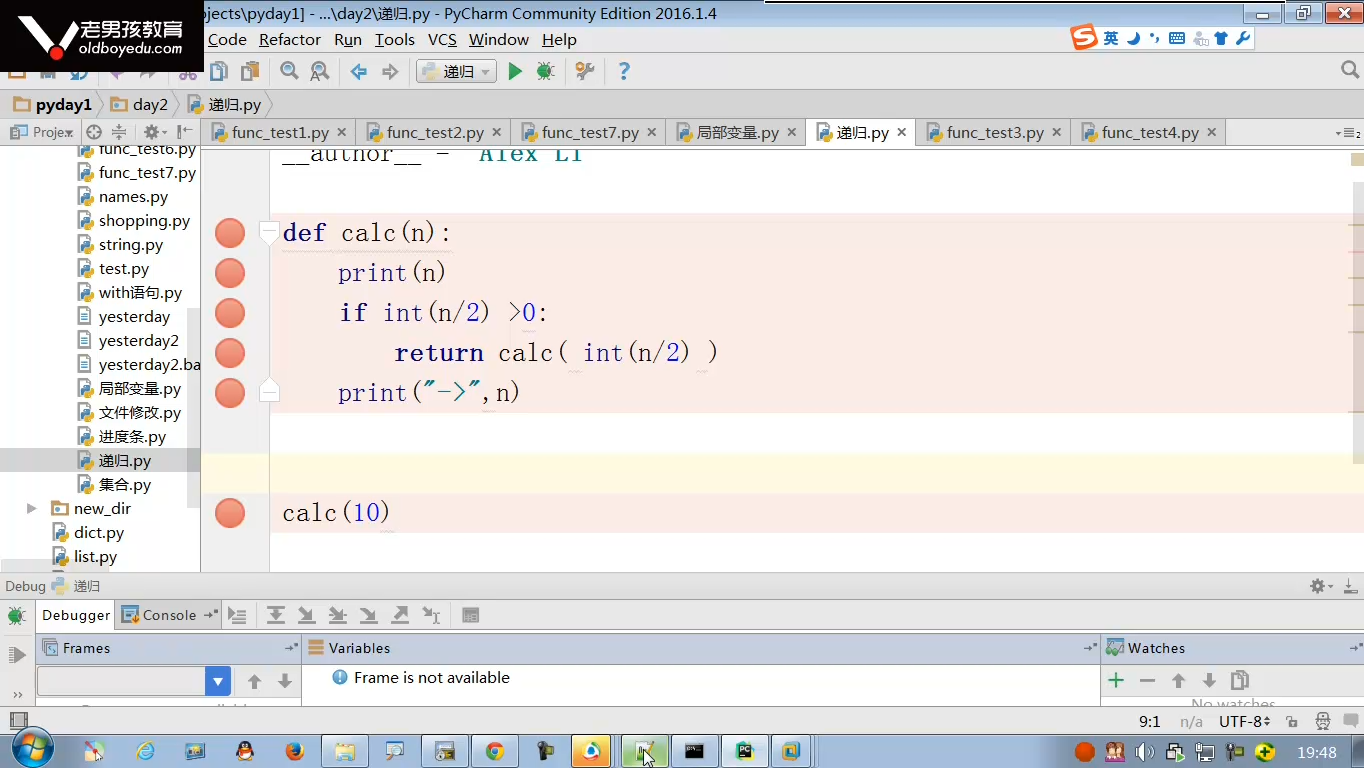 老男孩教育
oldboyedu.com
ojects\pyday1] - ...\day2\递归.py - PyCharm Community Edition 2016.1.4
Code Refactor Run Tools VCS Window Help
英
递归
pyday1 day2 递归.py
Proje
func_test1.py func_test2.py func_test7.py 局部变量.py 递归.py func_test3.py func_test4.py
func_test6.py
func_test7.py
names.py
shopping.py
string.py
test.py
with语句.py
yesterday
yesterday2
yesterday2.ba
局部变量.py
文件修改.py
进度条.py
递归.py
集合.py
new_dir
dict.py
list.py
__author__ = "Alex Li"
def calc(n):
print(n)
if int(n/2) >0:
return calc( int(n/2) )
print("->",n)
calc(10)
Debug 递归
Debugger Console
Frames Variables Watches
Frame is not available
No watches
9:1 n/a UTF-8
19:48